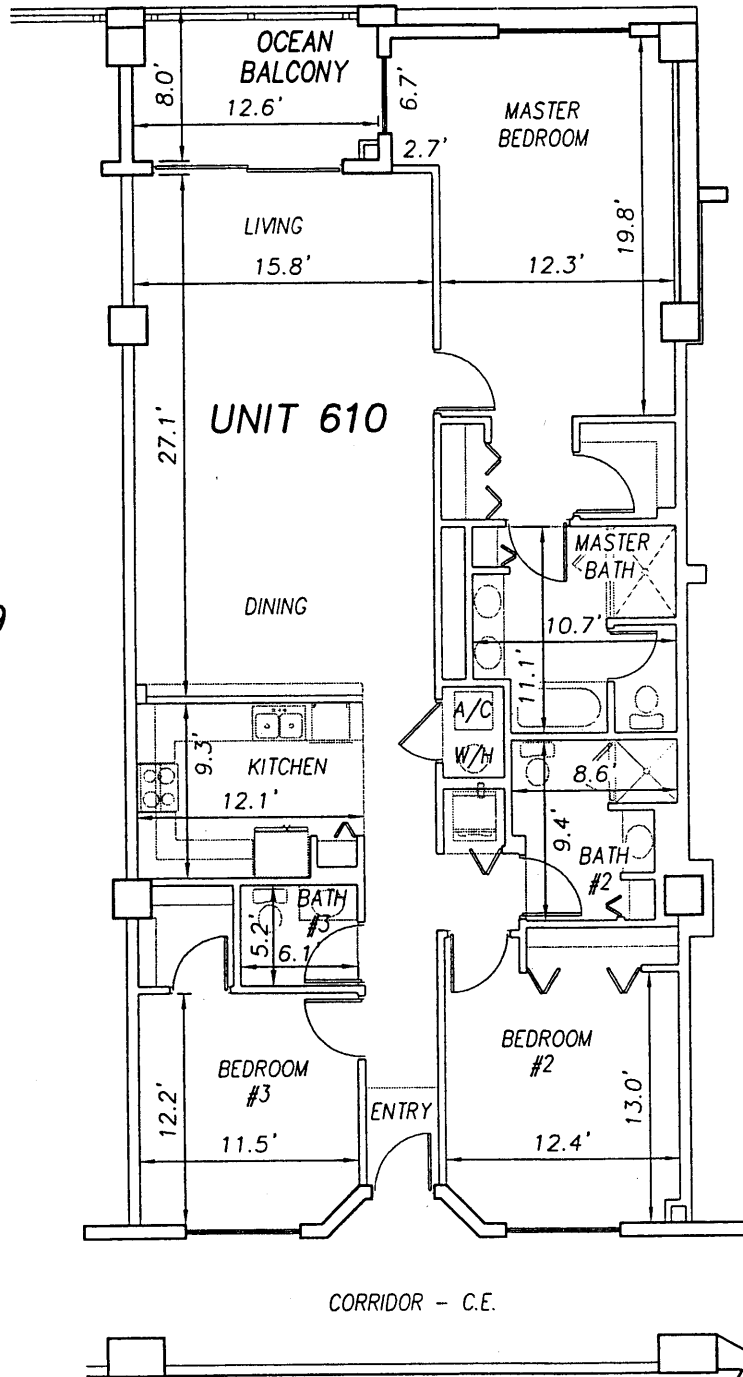 OCEAN
BALCONY
8.0'
12.6'
6.7'
2.7'
MASTER
BEDROOM
LIVING
15.8'
12.3'
19.8'
27.1'
UNIT 610
DINING
MASTER
BATH
10.7'
11.1'
A/C
W/H
9.3'
KITCHEN
12.1'
8.6'
9.4'
BATH
#2
BATH
#3
5.2'
6.1'
BEDROOM
#3
12.2'
11.5'
ENTRY
BEDROOM
#2
13.0'
12.4'
CORRIDOR - C.E.